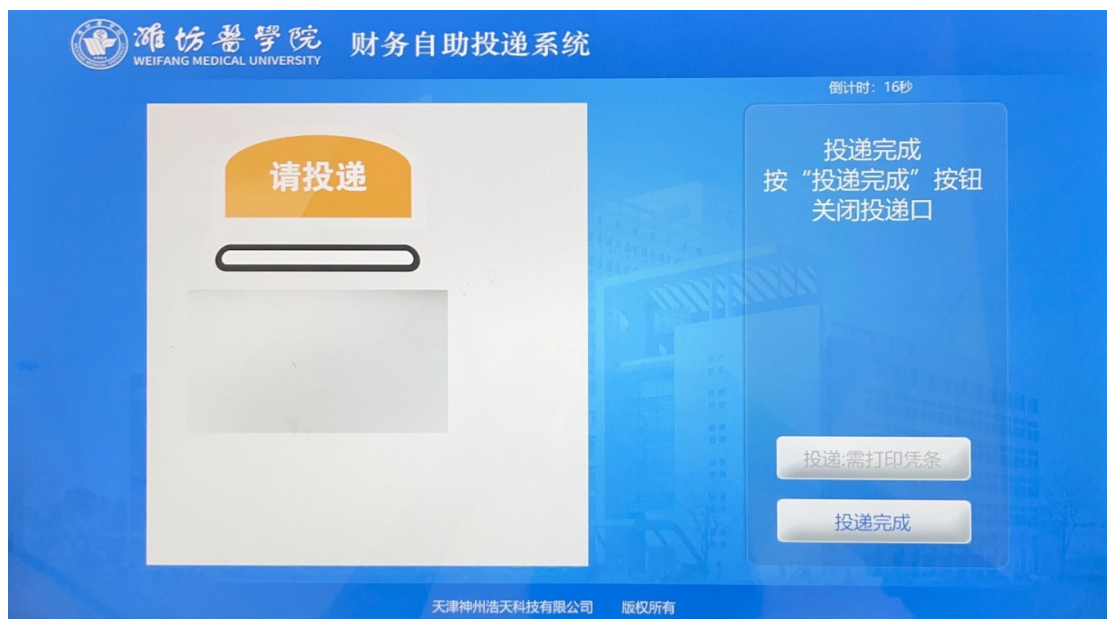 潍坊醫學院
WEIFANG MEDICAL UNIVERSITY
财务自助投递系统
倒计时：16秒
请投递
投递完成
按“投递完成”按钮
关闭投递口
投递:需打印凭条
投递完成
天津神州浩天科技有限公司 版权所有